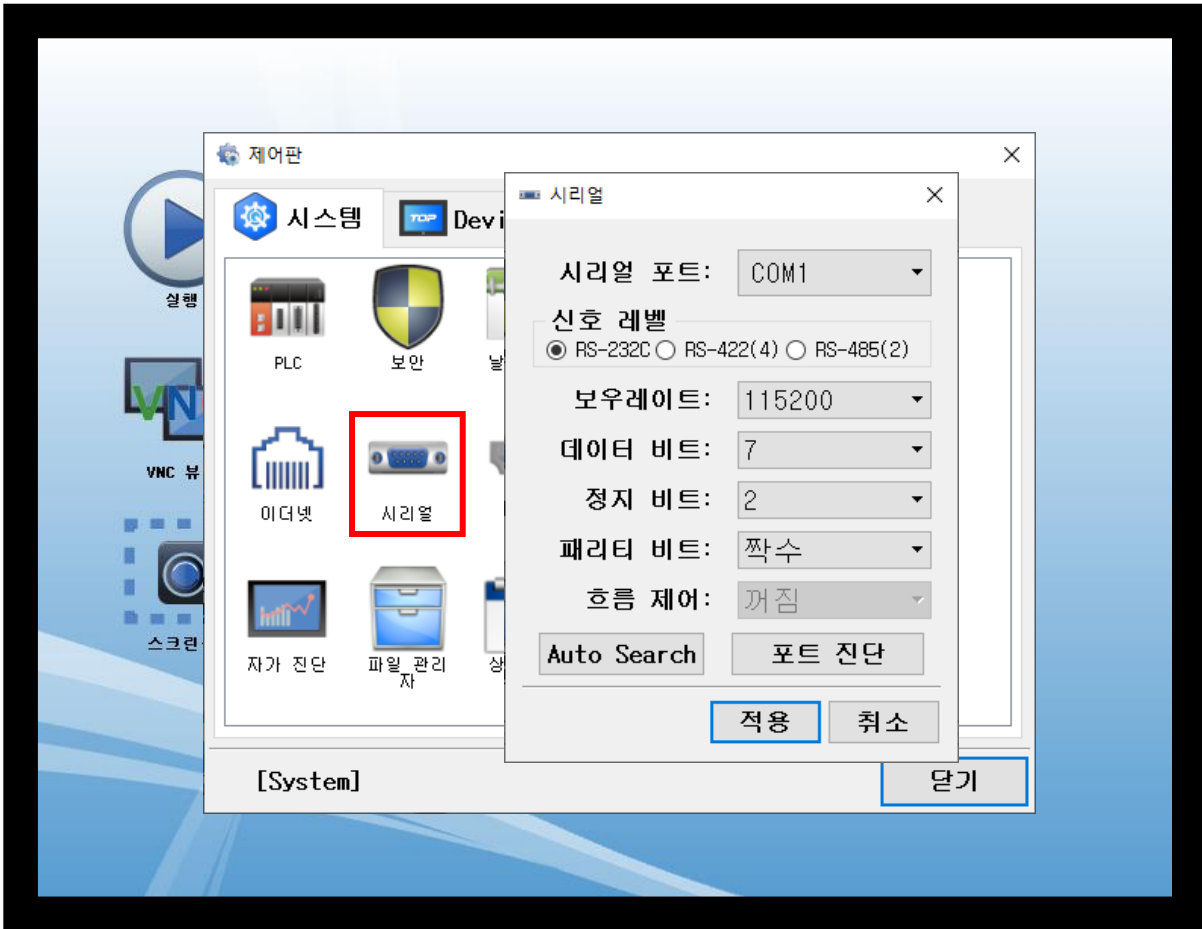 제어판
시리얼
시스템
TOP
Devi
시리얼 포트: COM1
신호 레벨
RS-232C RS-422(4) RS-485(2)
보우레이트: 115200
데이터 비트: 7
정지 비트: 2
패리티 비트: 짝수
흐름 제어: 꺼짐
Auto Search 포트 진단
적용 취소
실행
PLC 보안 날
VNC 뷰
이더넷 시리얼
스크린
자가 진단 파일 관리
자
상
[System] 닫기